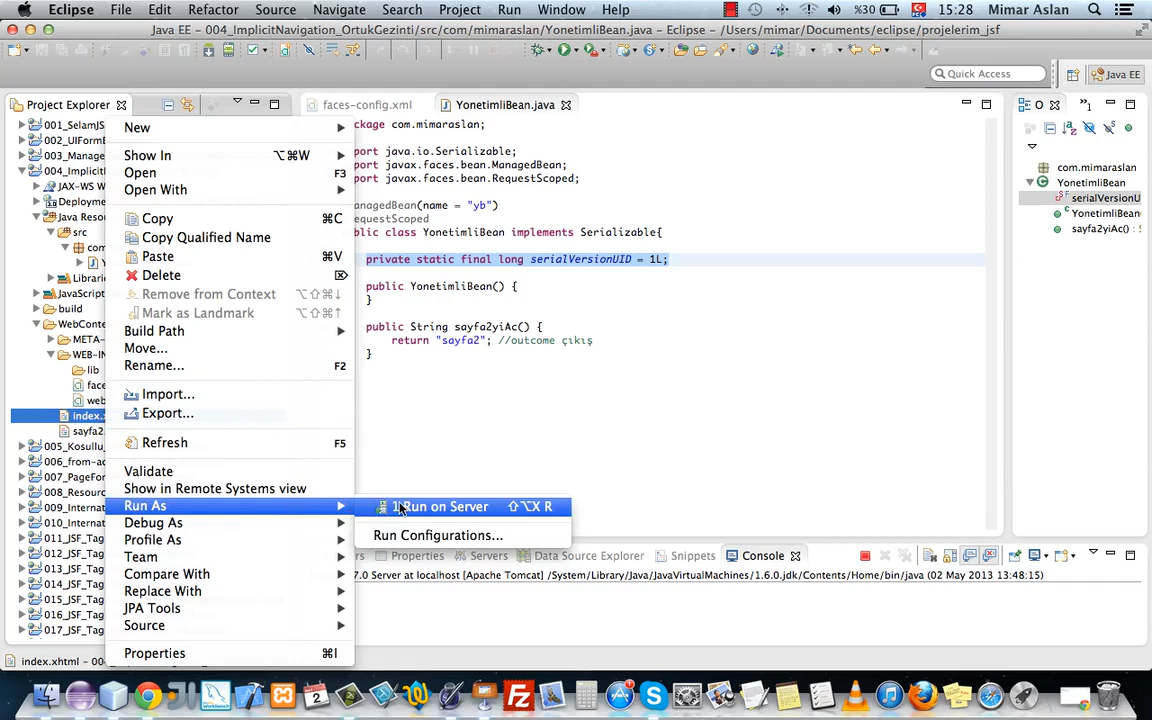 Eclipse File Edit Refactor Source Navigate Search Project Run Window Help %30 15:28 Mimar Aslan
Java EE - 004_ImplicitNavigation_OrtukGezinti/src/com/mimaraslan/YonetimliBean.java - Eclipse - /Users/mimar/Documents/eclipse/projelerim_jsf
Quick Access Java EE
Project Explorer faces-config.xml YonetimliBean.java O »1
001_SelamJS
002_UIFormE
003_Manage
004_Implicit
JAX-WS W
Deployme
Java Resour
src
com
Y
Librarie
JavaScript
build
WebConte
META-
WEB-IN
lib
face
web
index.x
sayfa2
005_Kosullu
006_from-ac
007_PageFor
008_Resourc
009_Internat
010_Internat
011_JSF_Tag
012_JSF_Tag
013_JSF_Tag
014_JSF_Tag
015_JSF_Tag
016_JSF_Tag
017_JSF_Tag
New
Show In ⌥⌘W
Open F3
Open With
Copy ⌘C
Copy Qualified Name
Paste ⌘V
Delete ⌦
Remove from Context ⌥⇧⌘↓
Mark as Landmark ⌥⇧⌘↑
Build Path
Move...
Rename... F2
Import...
Export...
Refresh F5
Validate
Show in Remote Systems view
Run As
Debug As
Profile As
Team
Compare With
Replace With
JPA Tools
Source
Properties ⌘I
1 Run on Server ⇧⌥X R
Run Configurations...
ckage com.mimaraslan;
port java.io.Serializable;
port javax.faces.bean.ManagedBean;
port javax.faces.bean.RequestScoped;
anagedBean(name = "yb")
equestScoped
blic class YonetimliBean implements Serializable{
private static final long serialVersionUID = 1L;
public YonetimliBean() {
}
public String sayfa2yiAc() {
return "sayfa2"; //outcome çıkış
}
com.mimaraslan
YonetimliBean
serialVersionU
YonetimliBean
sayfa2yiAc() : S
rs Properties Servers Data Source Explorer Snippets Console
7.0 Server at localhost [Apache Tomcat] /System/Library/Java/JavaVirtualMachines/1.6.0.jdk/Contents/Home/bin/java (02 May 2013 13:48:15)
index.xhtml - 00